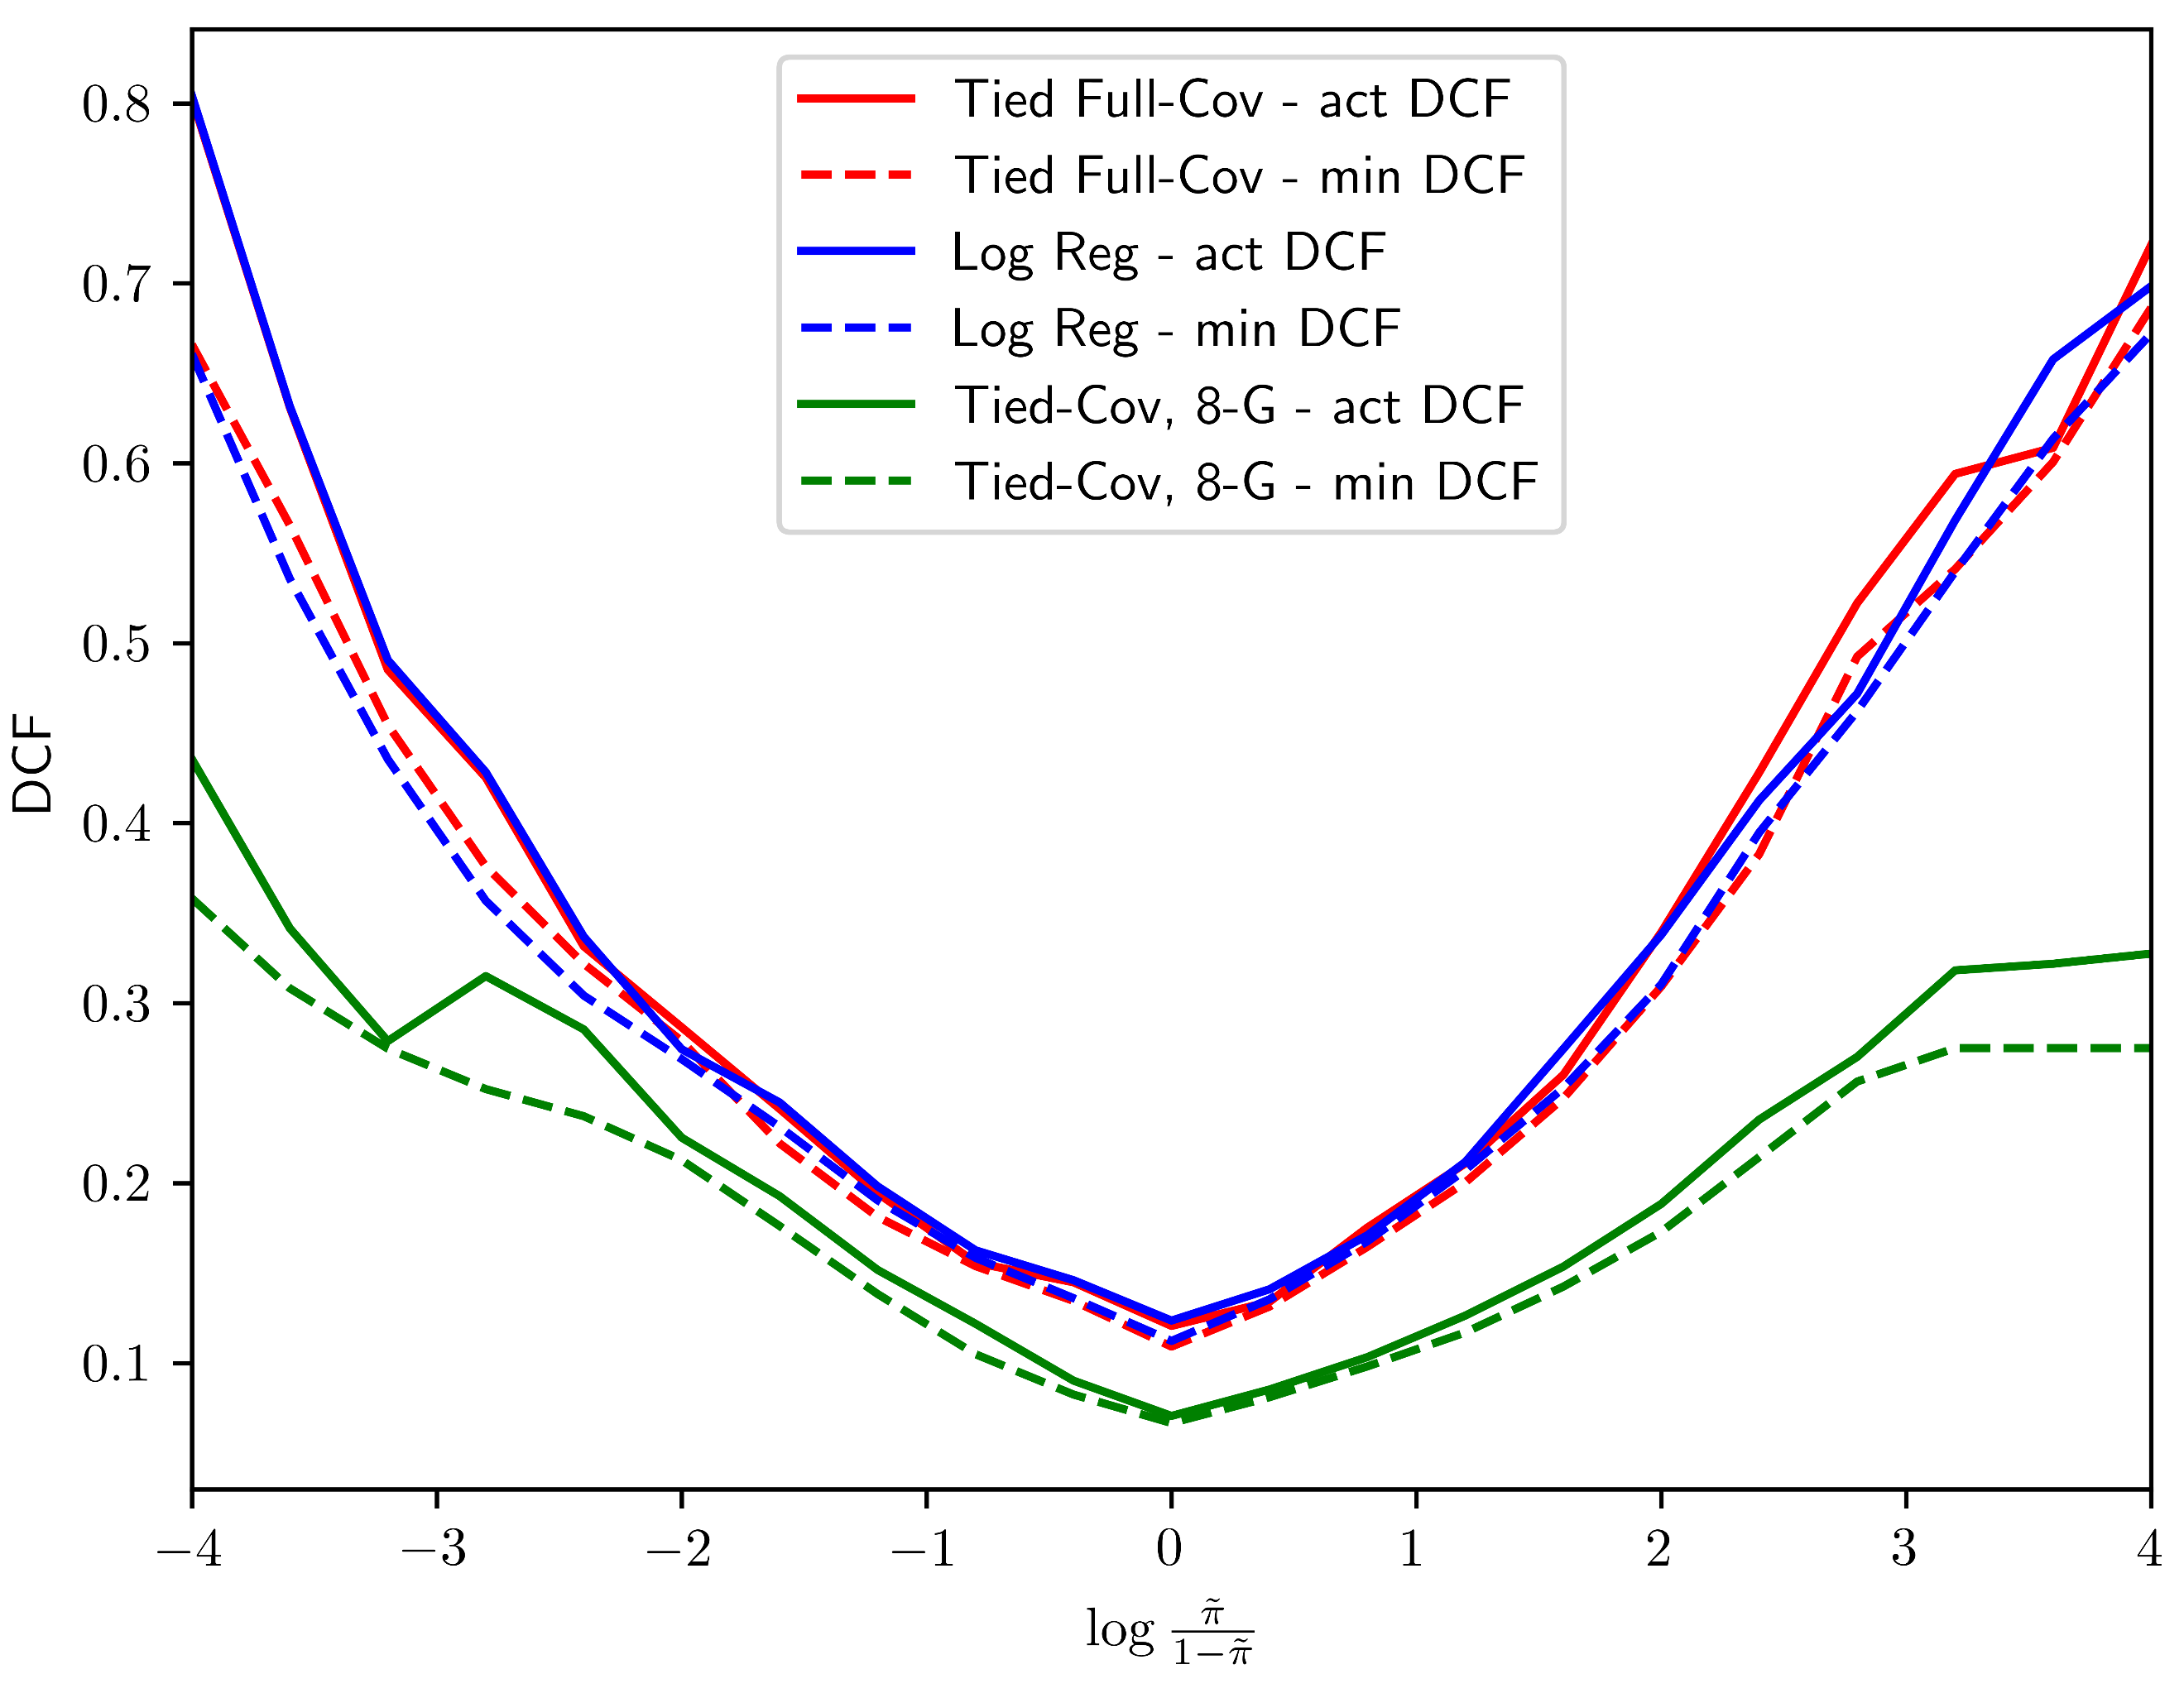 Tied Full-Cov - act DCF
Tied Full-Cov - min DCF
Log Reg - act DCF
Log Reg - min DCF
Tied-Cov, 8-G - act DCF
Tied-Cov, 8-G - min DCF
DCF
0.8
0.7
0.6
0.5
0.4
0.3
0.2
0.1
−4 −3 −2 −1 0 1 2 3 4
log π̃ / 1−π̃